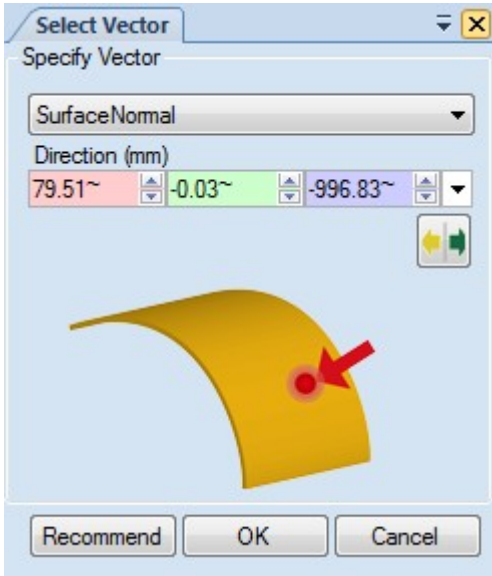 Select Vector
Specify Vector
SurfaceNormal
Direction (mm)
79.51~ -0.03~ -996.83~
Recommend OK Cancel